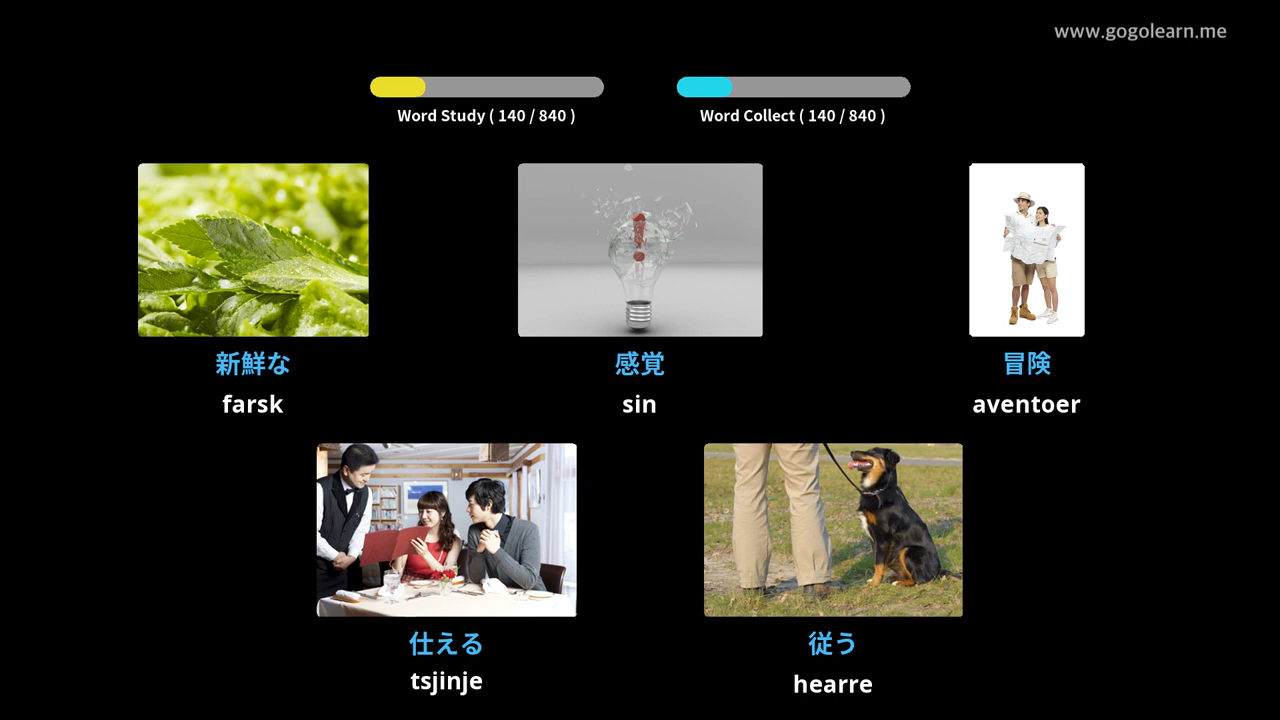 www.gogolearn.me
Word Study ( 140 / 840 )
Word Collect ( 140 / 840 )
新鮮な
farsk
感覚
sin
冒険
aventoer
仕える
tsjinje
従う
hearre